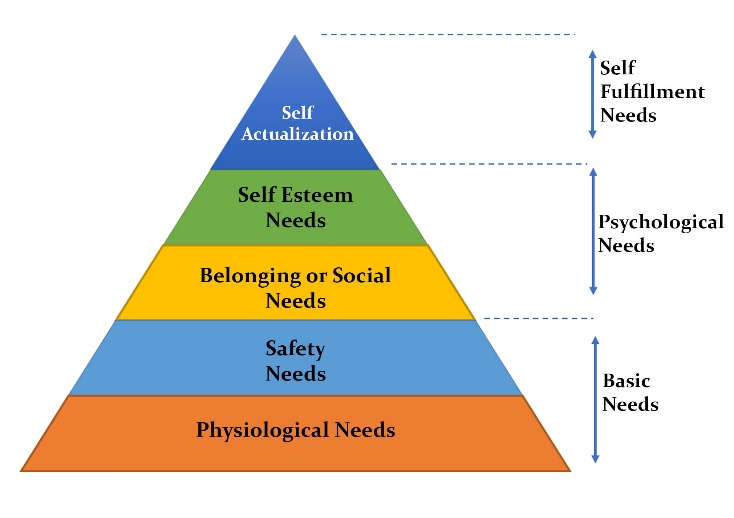 Self
Actualization
Self Esteem
Needs
Belonging or Social
Needs
Safety
Needs
Physiological Needs
Self
Fulfillment
Needs
Psychological
Needs
Basic
Needs